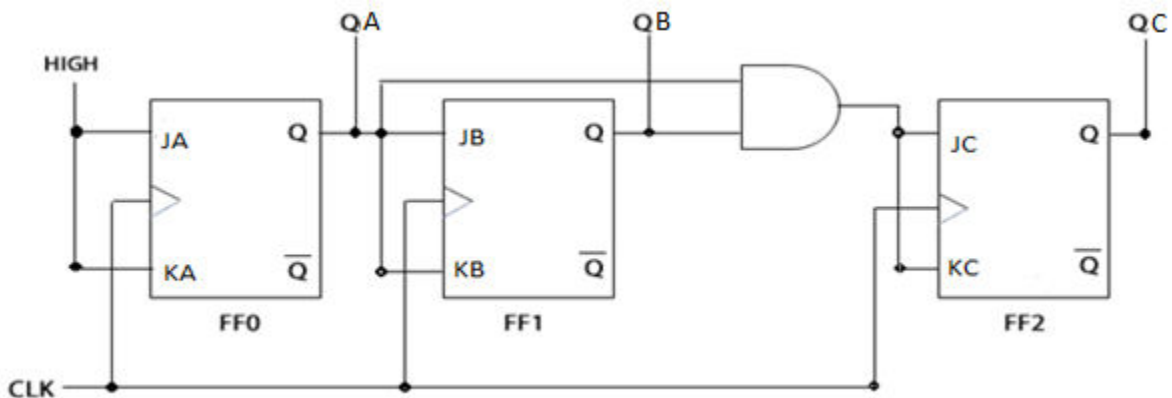 QA QB QC
HIGH
JA Q JB Q JC Q
KA Q̅ KB Q̅ KC Q̅
FF0 FF1 FF2
CLK